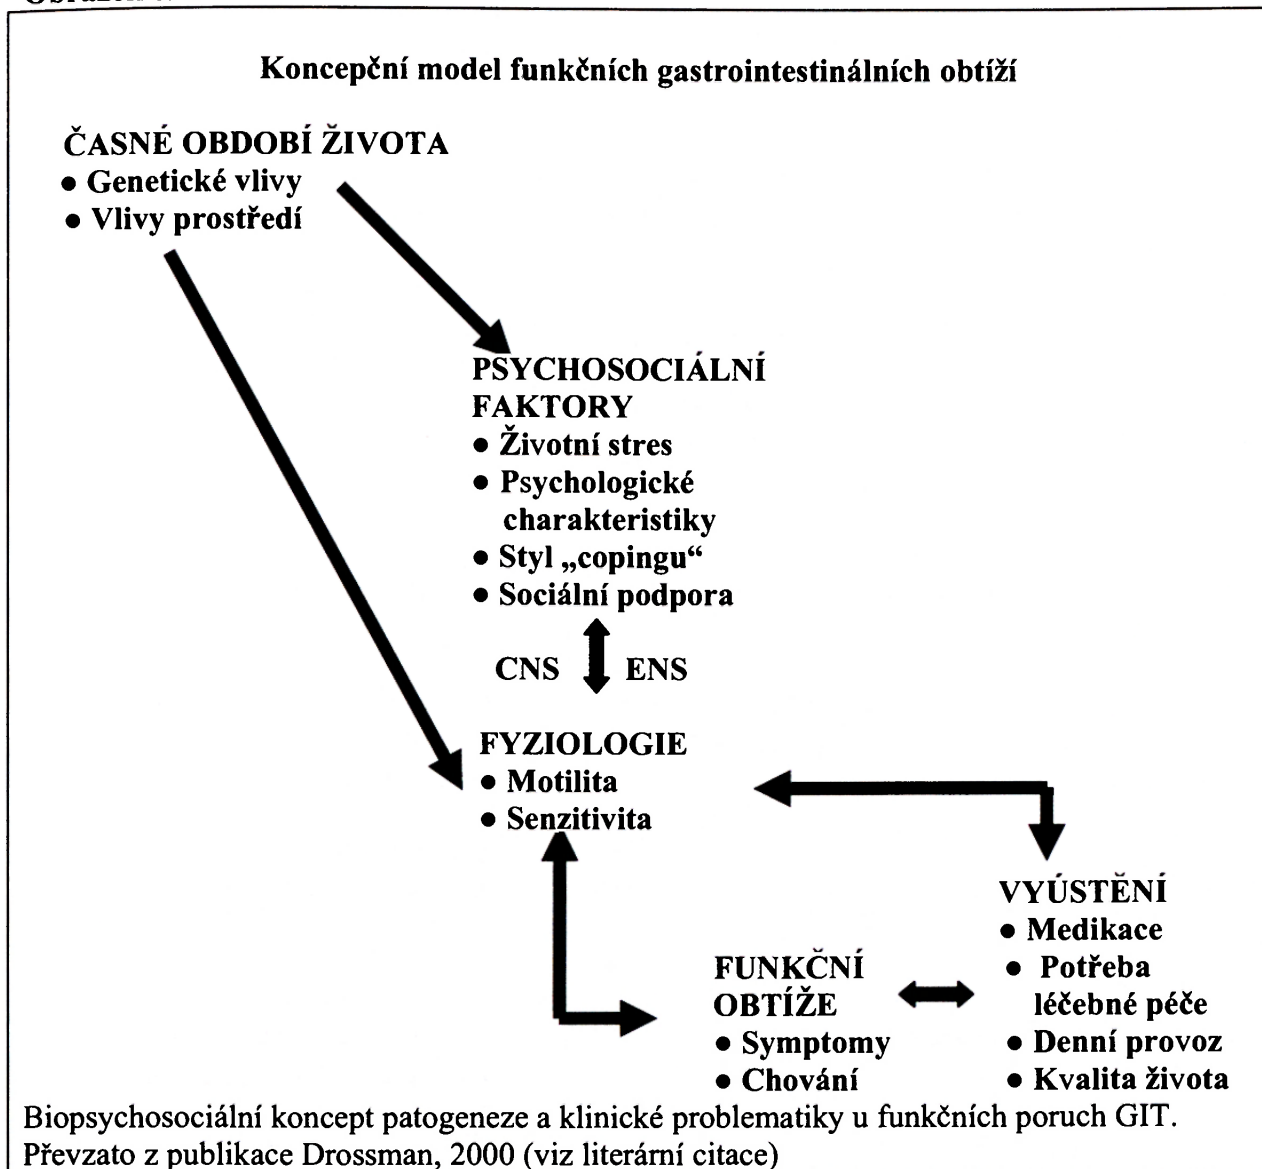 Koncepční model funkčních gastrointestinálních obtíží
ČASNÉ OBDOBÍ ŽIVOTA
● Genetické vlivy
● Vlivy prostředí
PSYCHOSOCIÁLNÍ
FAKTORY
● Životní stres
● Psychologické
charakteristiky
● Styl „copingu“
● Sociální podpora
CNS ENS
FYZIOLOGIE
● Motilita
● Senzitivita
FUNKČNÍ
OBTÍŽE
● Symptomy
● Chování
VYÚSTĚNÍ
● Medikace
● Potřeba
léčebné péče
● Denní provoz
● Kvalita života
Biopsychosociální koncept patogeneze a klinické problematiky u funkčních poruch GIT.
Převzato z publikace Drossman, 2000 (viz literární citace)